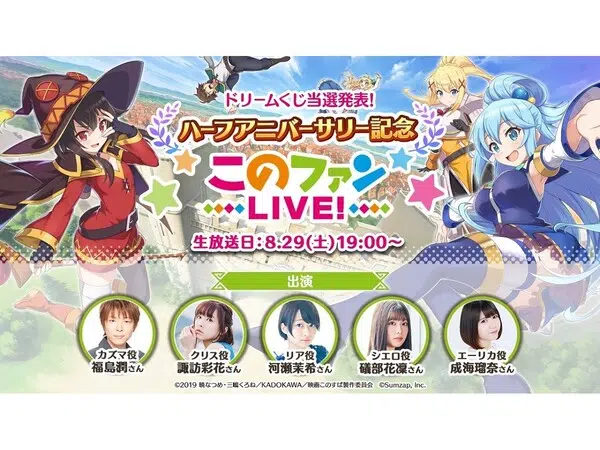 ドリームくじ当選発表!
ハーフアニバーサリー記念
このファン
LIVE!
生放送日:8.29(土)19:00~
出演
カズマ役
福島潤さん
クリス役
諏訪彩花さん
リア役
河瀬茉希さん
シエロ役
礒部花凜さん
エーリカ役
成海瑠奈さん
©2019 暁なつめ・三嶋くろね/KADOKAWA/映画このすば製作委員会 ©Sumzap, Inc.